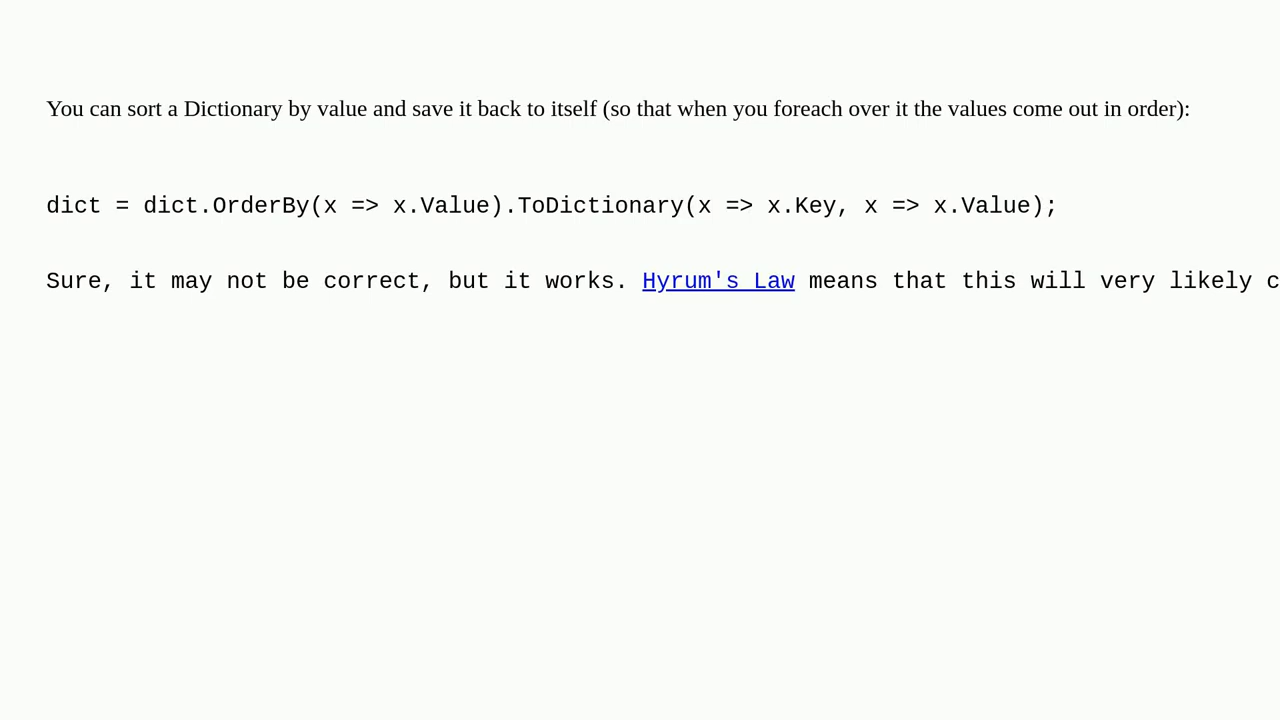 You can sort a Dictionary by value and save it back to itself (so that when you foreach over it the values come out in order):
dict = dict.OrderBy(x => x.Value).ToDictionary(x => x.Key, x => x.Value);
Sure, it may not be correct, but it works. Hyrum's Law means that this will very likely